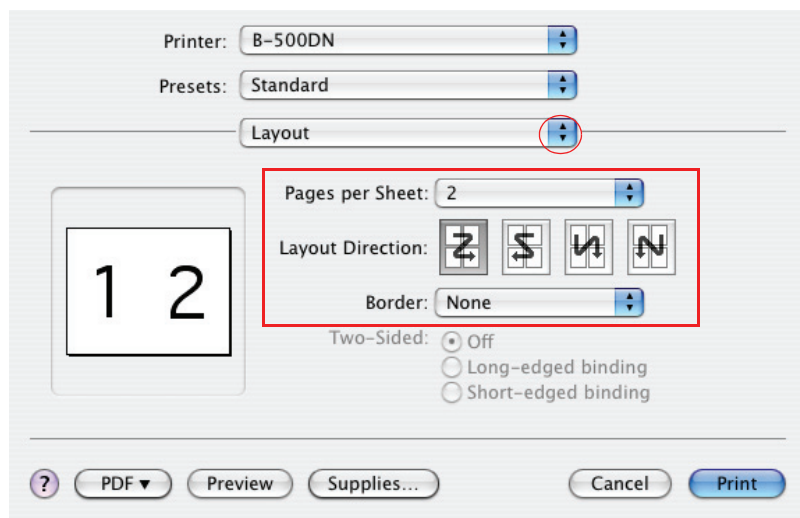 Printer: B-500DN
Presets: Standard
Layout
Pages per Sheet: 2
Layout Direction:
1 2
Border: None
Two-Sided: Off
Long-edged binding
Short-edged binding
? PDF▼ Preview Supplies... Cancel Print